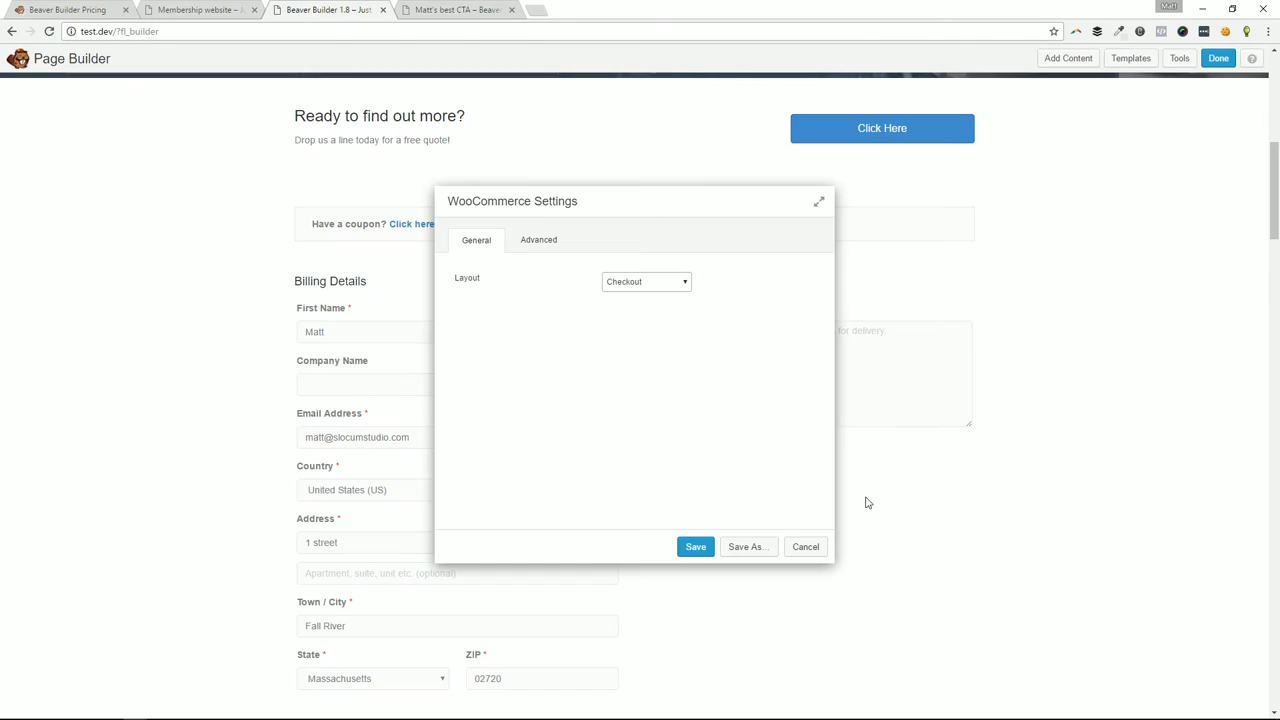 Beaver Builder Pricing
Membership website – J
Beaver Builder 1.8 – Just
Matt's best CTA – Beaver
Matt
test.dev/?fl_builder
Page Builder
Add Content
Templates
Tools
Done
Ready to find out more?
Drop us a line today for a free quote!
Click Here
WooCommerce Settings
Have a coupon? Click here
General
Advanced
Layout
Checkout
Billing Details
First Name *
Matt
for delivery.
Company Name
Email Address *
matt@slocumstudio.com
Country *
United States (US)
Address *
1 street
Save
Save As...
Cancel
Apartment, suite, unit etc. (optional)
Town / City *
Fall River
State *
ZIP *
Massachusetts
02720